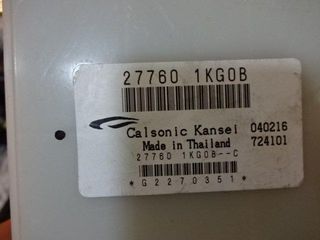 27760 1KG0B
Calsonic Kansei 040216
Made in Thailand 724101
27760 1KG0B--C
* G2270351 *